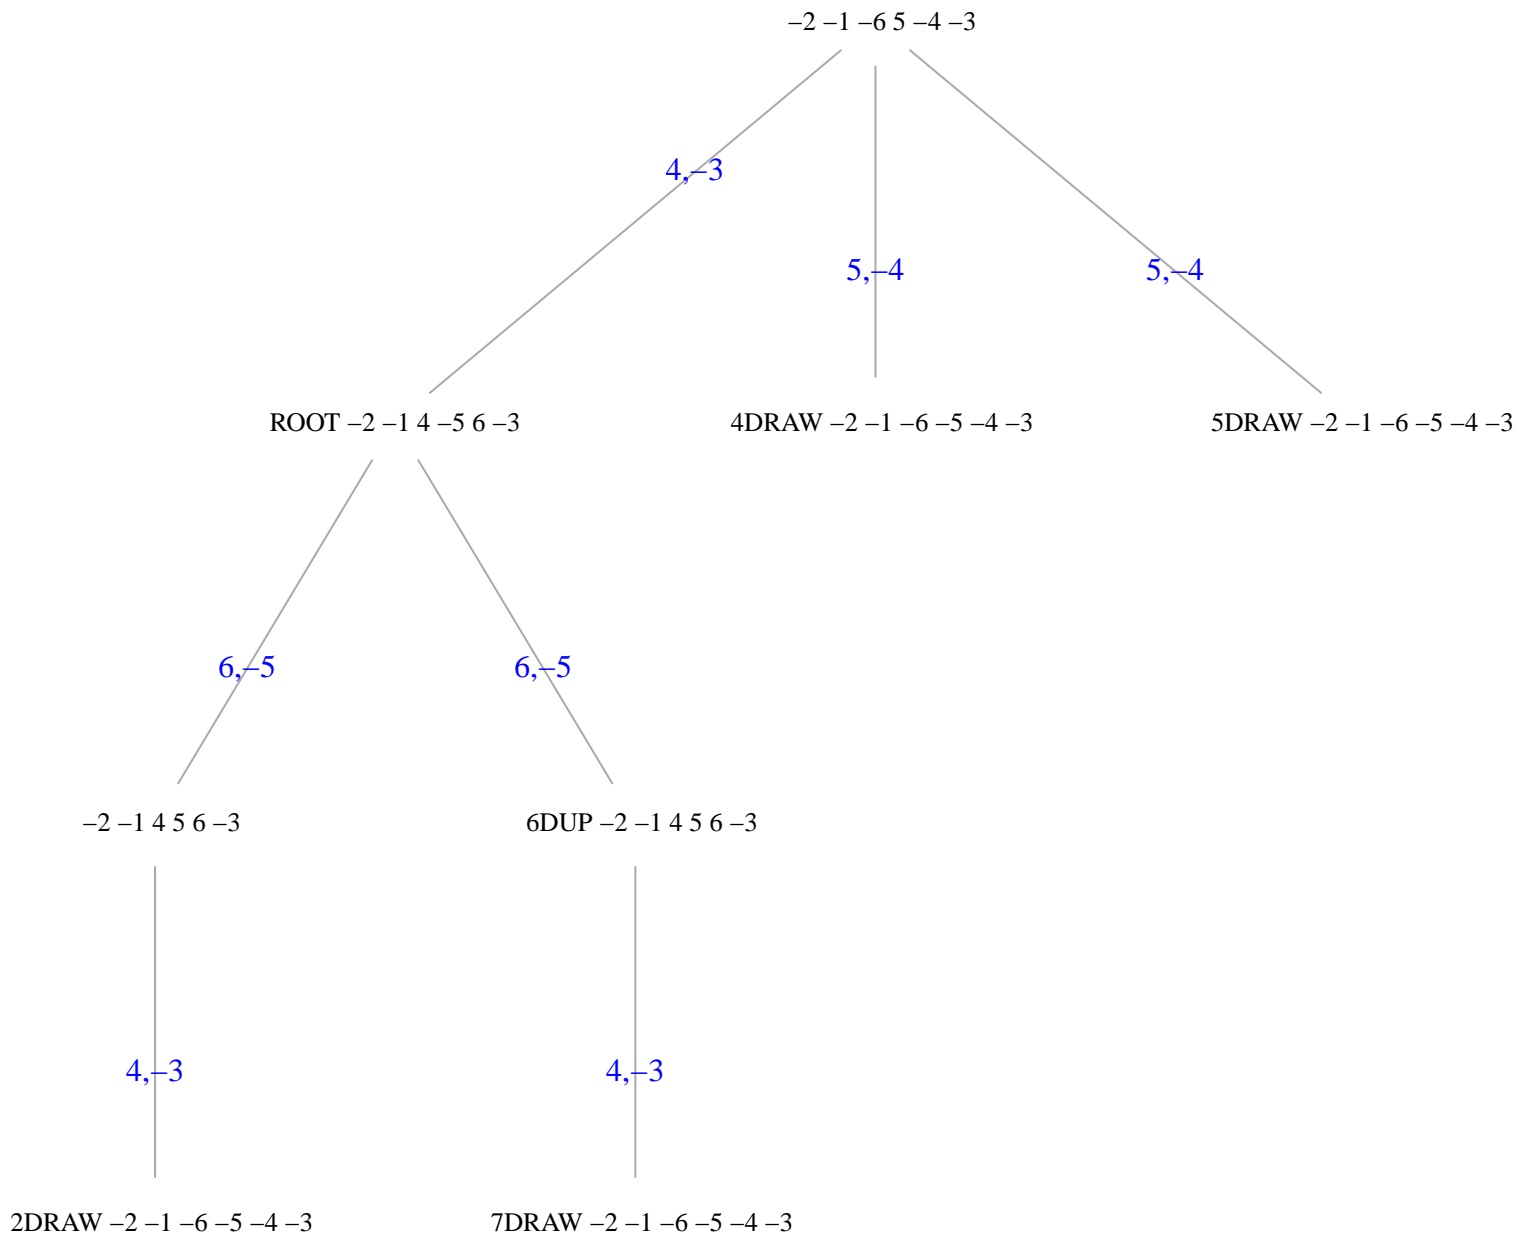 –2 –1 –6 5 –4 –3
4,–3
5,–4
5,–4
ROOT –2 –1 4 –5 6 –3
4DRAW –2 –1 –6 –5 –4 –3
5DRAW –2 –1 –6 –5 –4 –3
6,–5
6,–5
–2 –1 4 5 6 –3
6DUP –2 –1 4 5 6 –3
4,–3
4,–3
2DRAW –2 –1 –6 –5 –4 –3
7DRAW –2 –1 –6 –5 –4 –3